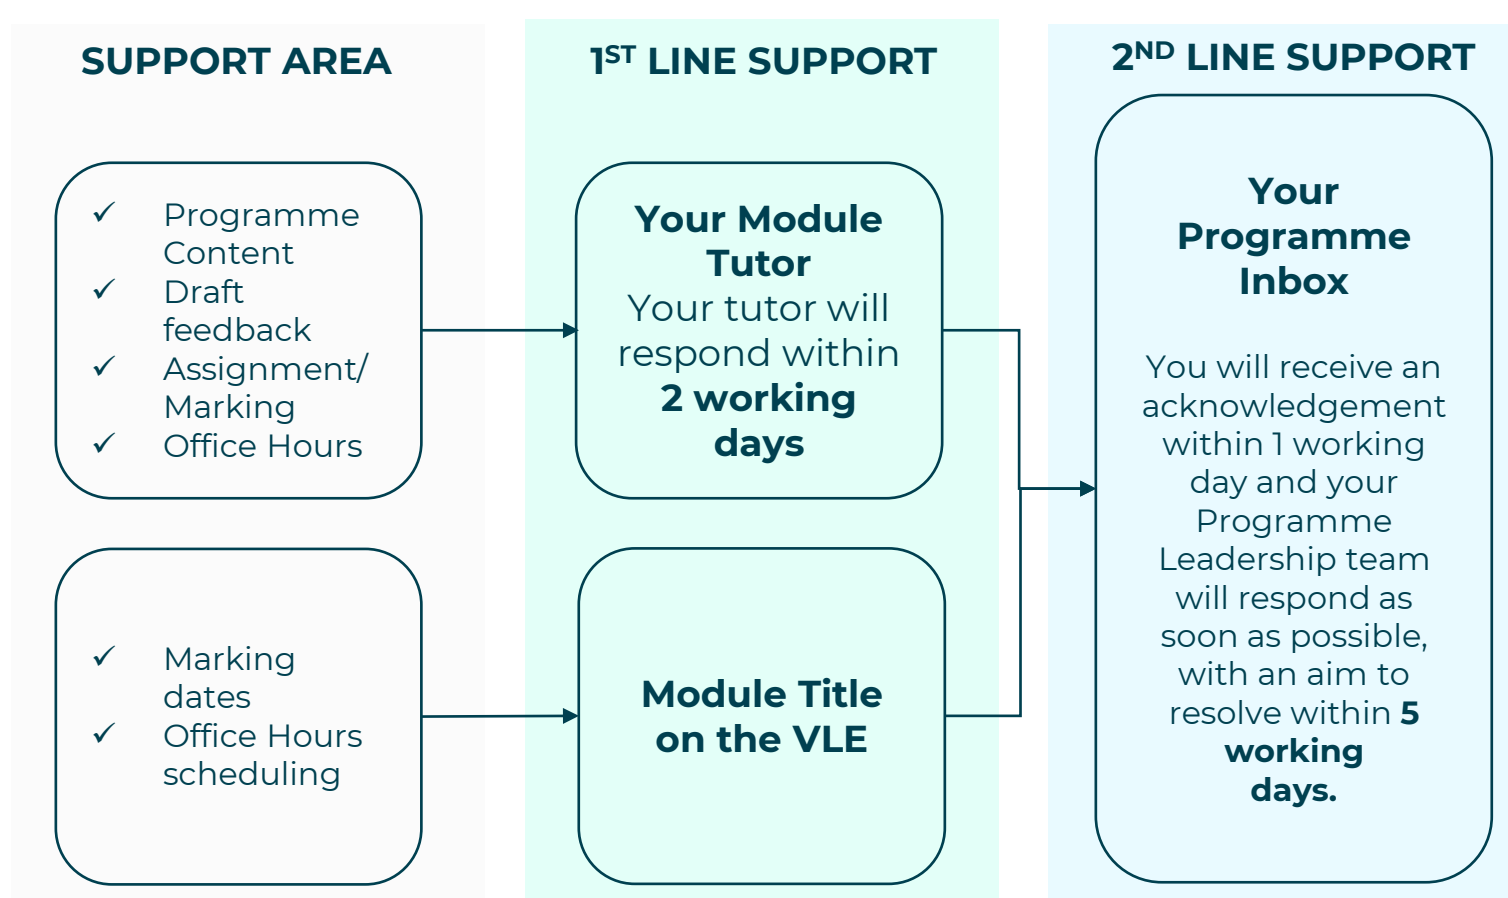 SUPPORT AREA
1ST LINE SUPPORT
2ND LINE SUPPORT
✓ Programme
Content
✓ Draft
feedback
✓ Assignment/
Marking
✓ Office Hours
Your Module
Tutor
Your tutor will
respond within
2 working
days
✓ Marking
dates
✓ Office Hours
scheduling
Module Title
on the VLE
Your
Programme
Inbox
You will receive an
acknowledgement
within 1 working
day and your
Programme
Leadership team
will respond as
soon as possible,
with an aim to
resolve within 5
working
days.